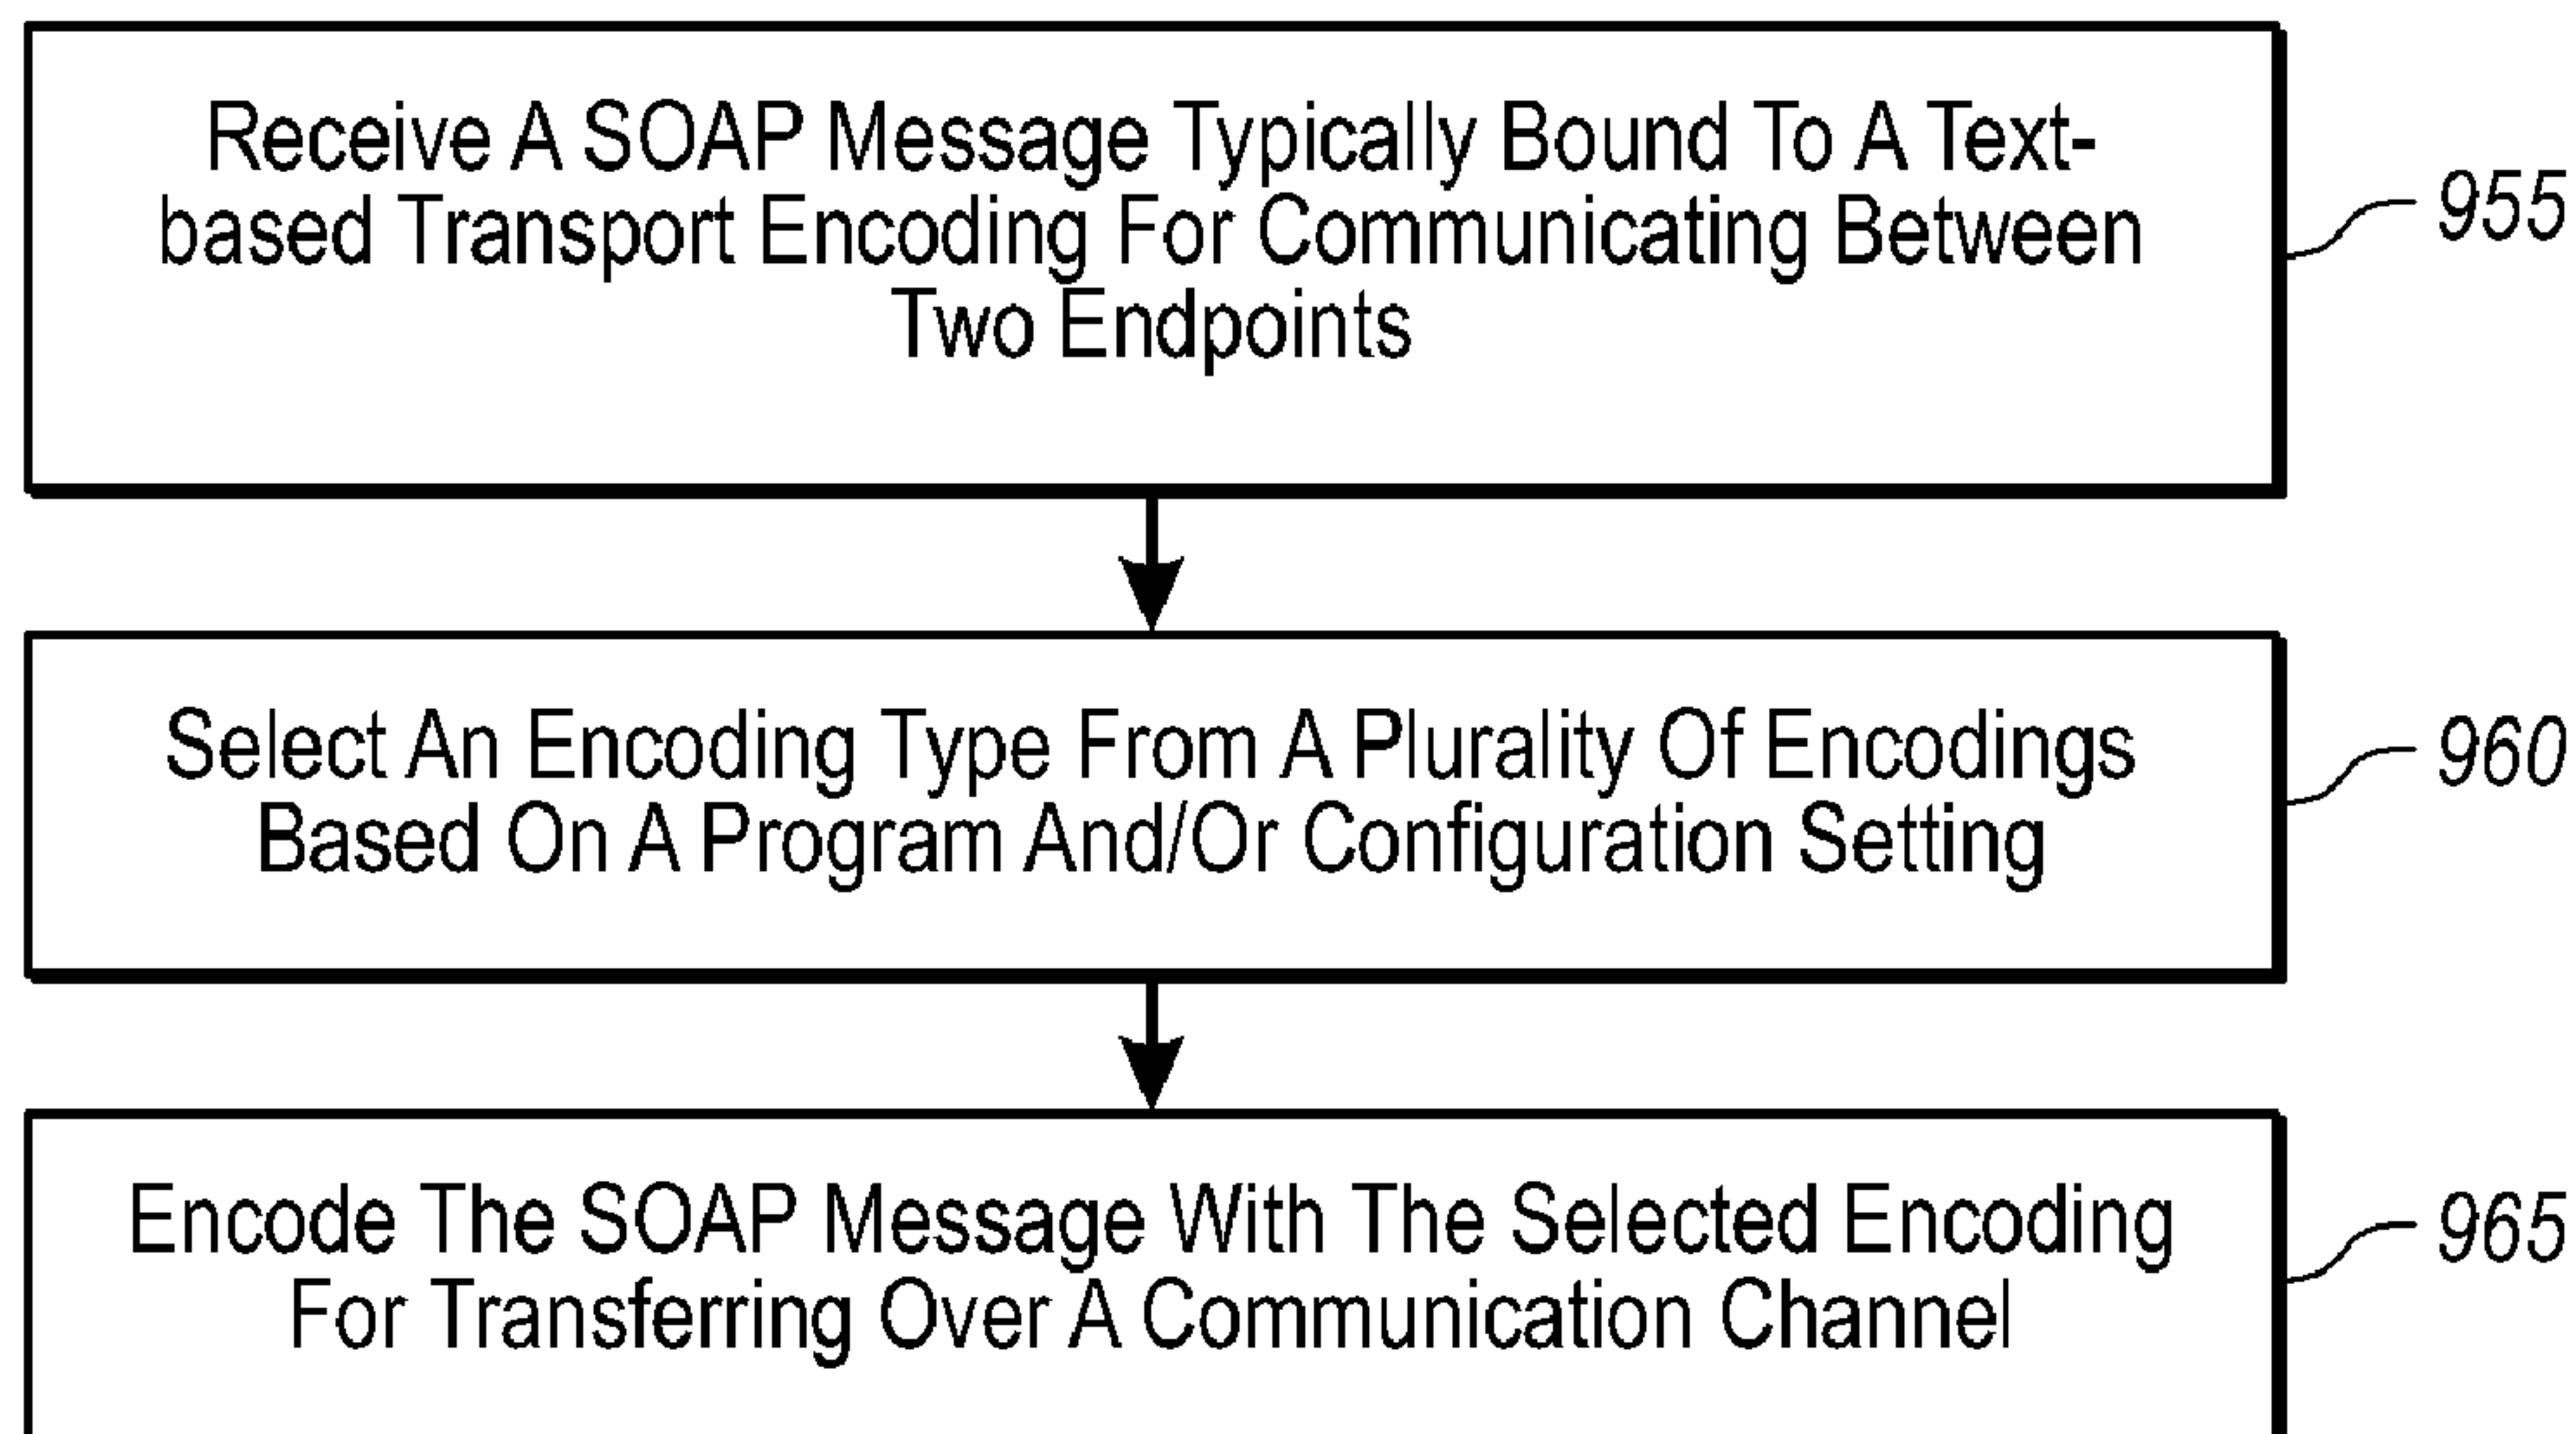 Receive A SOAP Message Typically Bound To A Text-
based Transport Encoding For Communicating Between
Two Endpoints
955
Select An Encoding Type From A Plurality Of Encodings
Based On A Program And/Or Configuration Setting
960
Encode The SOAP Message With The Selected Encoding
For Transferring Over A Communication Channel
965